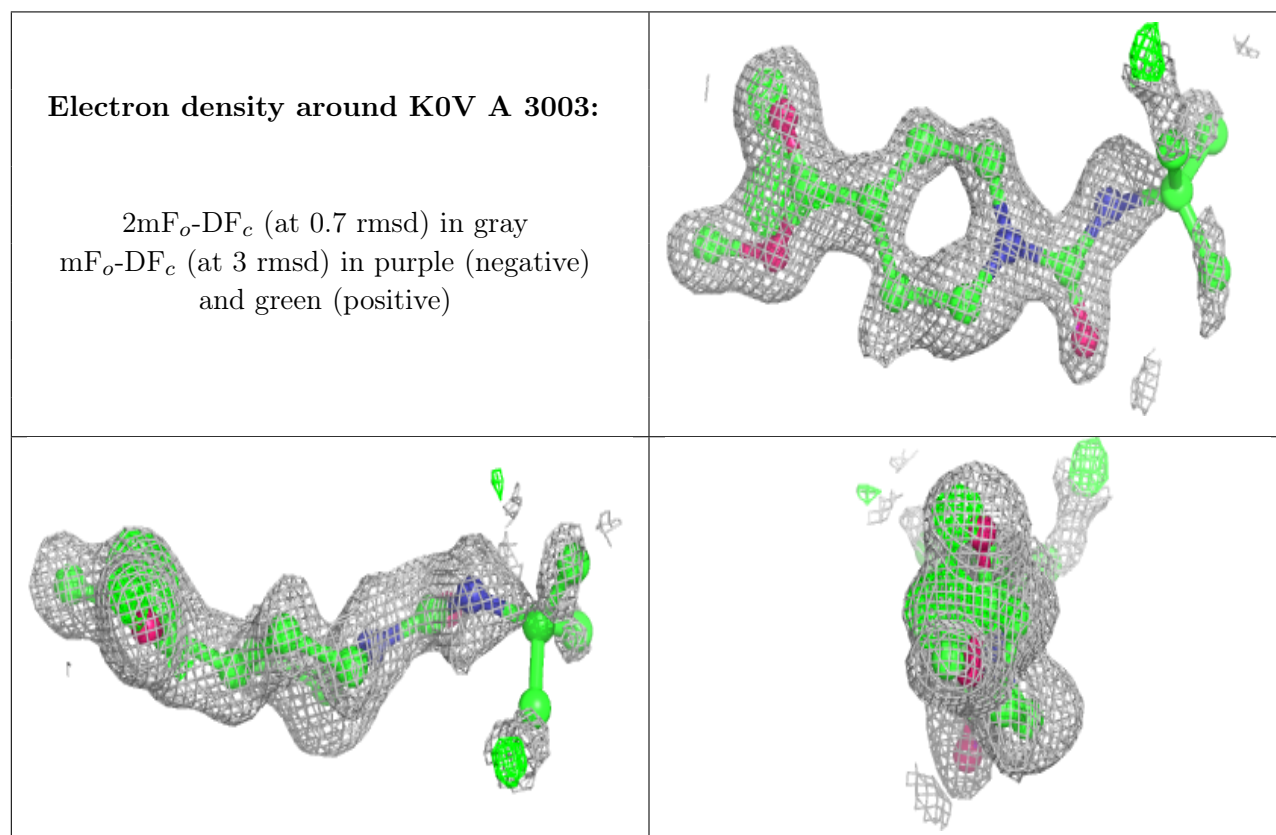 Electron density around K0V A 3003:
2mFₒ-DF𝒸 (at 0.7 rmsd) in gray
mFₒ-DF𝒸 (at 3 rmsd) in purple (negative)
and green (positive)